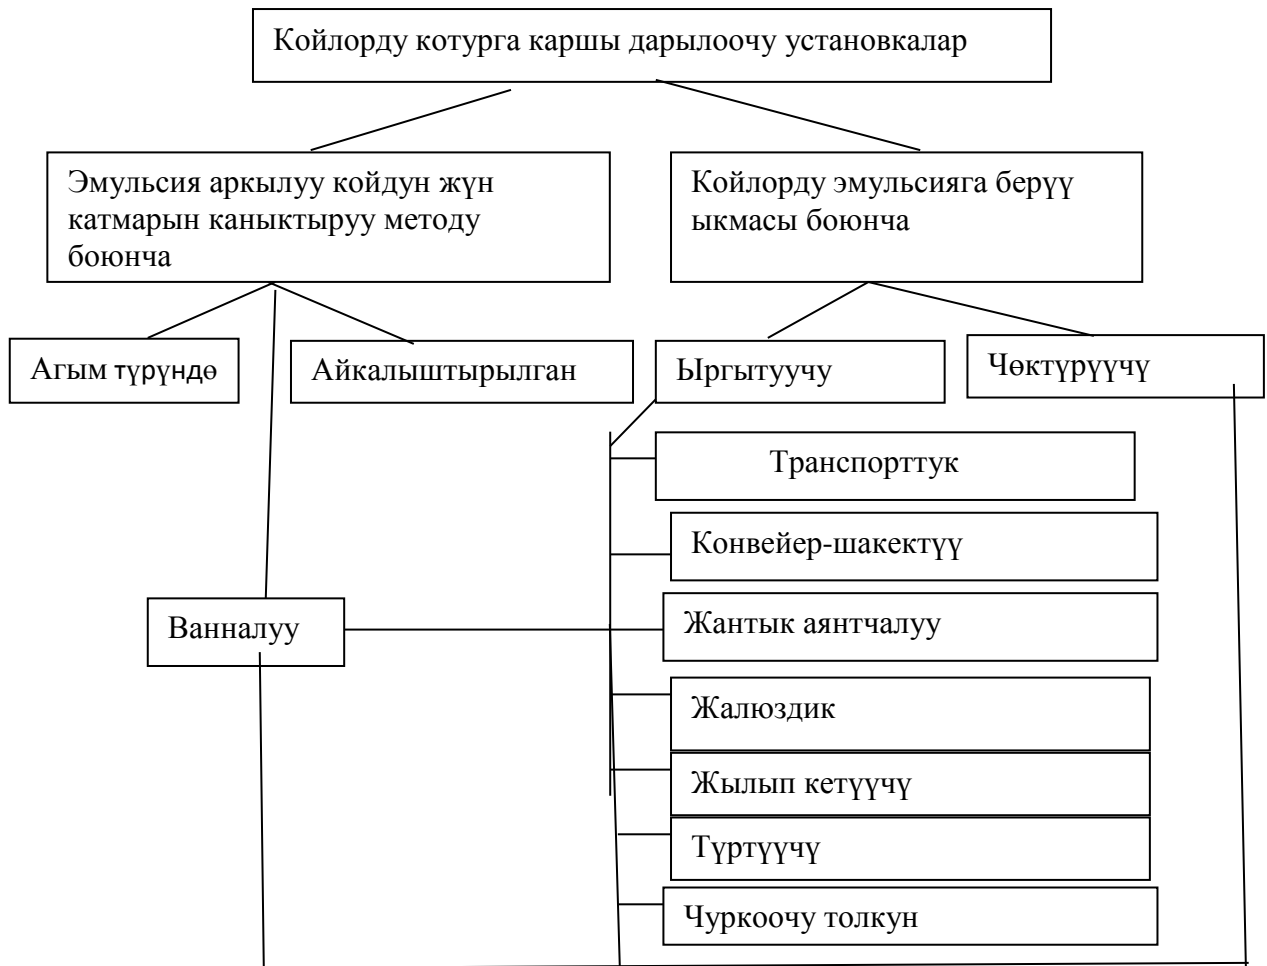 Койлорду котурга каршы дарылоочу установкалар
Эмульсия аркылуу койдун жүн
катмарын каныктыруу методу
боюнча
Койлорду эмульсияга берүү
ыкмасы боюнча
Агым түрүндө
Айкалыштырылган
Ыргытуучу
Чөктүрүүчү
Транспорттук
Конвейер-шакектүү
Ванналуу
Жантык аянтчалуу
Жалюздик
Жылып кетүүчү
Түртүүчү
Чуркоочу толкун